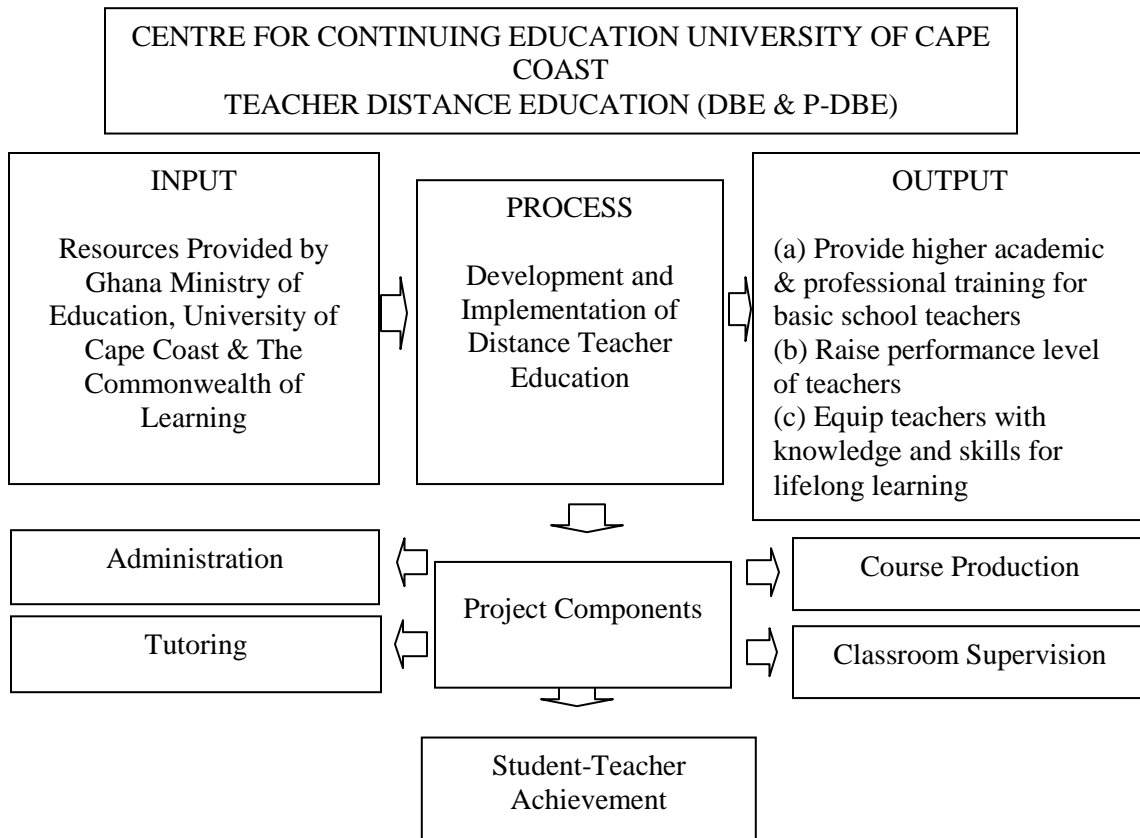 CENTRE FOR CONTINUING EDUCATION UNIVERSITY OF CAPE
COAST
TEACHER DISTANCE EDUCATION (DBE & P-DBE)
INPUT
Resources Provided by
Ghana Ministry of
Education, University of
Cape Coast & The
Commonwealth of
Learning
PROCESS
Development and
Implementation of
Distance Teacher
Education
OUTPUT
(a) Provide higher academic
& professional training for
basic school teachers
(b) Raise performance level
of teachers
(c) Equip teachers with
knowledge and skills for
lifelong learning
Administration
Tutoring
Project Components
Course Production
Classroom Supervision
Student-Teacher
Achievement